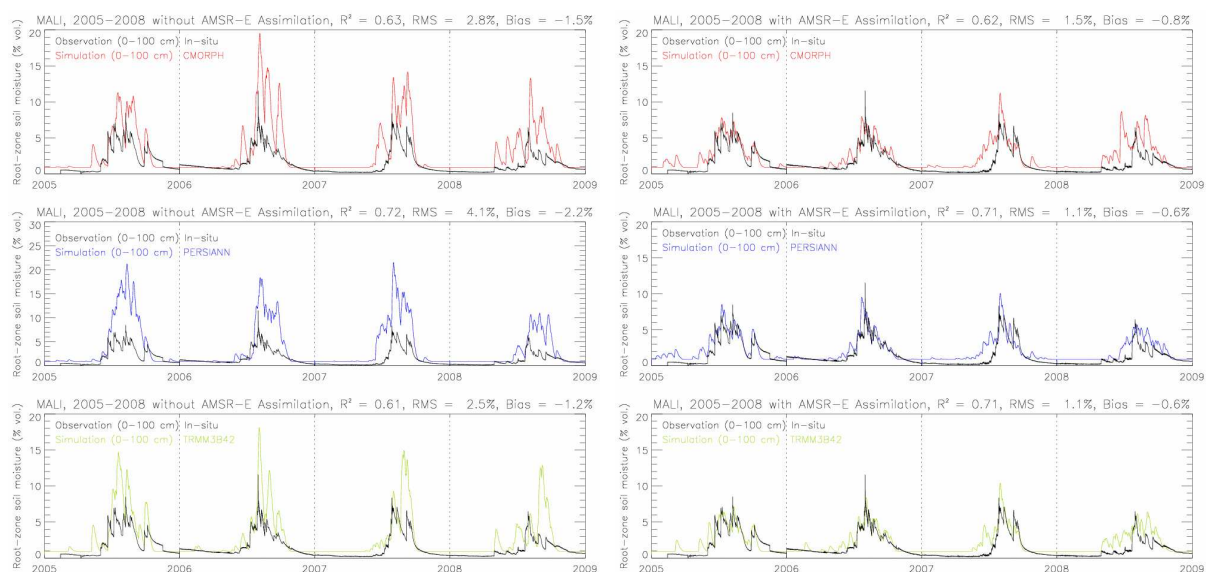 MALI, 2005-2008 without AMSR-E Assimilation, R² = 0.63, RMS = 2.8%, Bias = -1.5%
Root-zone soil moisture (% vol.)
20
15
10
5
0
Observation (0-100 cm) In-situ
Simulation (0-100 cm) CMORPH
2005 2006 2007 2008 2009
MALI, 2005-2008 with AMSR-E Assimilation, R² = 0.62, RMS = 1.5%, Bias = -0.8%
Root-zone soil moisture (% vol.)
20
15
10
5
0
Observation (0-100 cm) In-situ
Simulation (0-100 cm) CMORPH
2005 2006 2007 2008 2009
MALI, 2005-2008 without AMSR-E Assimilation, R² = 0.72, RMS = 4.1%, Bias = -2.2%
Root-zone soil moisture (% vol.)
30
25
20
15
10
5
0
Observation (0-100 cm) In-situ
Simulation (0-100 cm) PERSIANN
2005 2006 2007 2008 2009
MALI, 2005-2008 with AMSR-E Assimilation, R² = 0.71, RMS = 1.1%, Bias = -0.6%
Root-zone soil moisture (% vol.)
20
15
10
5
0
Observation (0-100 cm) In-situ
Simulation (0-100 cm) PERSIANN
2005 2006 2007 2008 2009
MALI, 2005-2008 without AMSR-E Assimilation, R² = 0.61, RMS = 2.5%, Bias = -1.2%
Root-zone soil moisture (% vol.)
20
15
10
5
0
Observation (0-100 cm) In-situ
Simulation (0-100 cm) TRMM3B42
2005 2006 2007 2008 2009
MALI, 2005-2008 with AMSR-E Assimilation, R² = 0.71, RMS = 1.1%, Bias = -0.6%
Root-zone soil moisture (% vol.)
20
15
10
5
0
Observation (0-100 cm) In-situ
Simulation (0-100 cm) TRMM3B42
2005 2006 2007 2008 2009